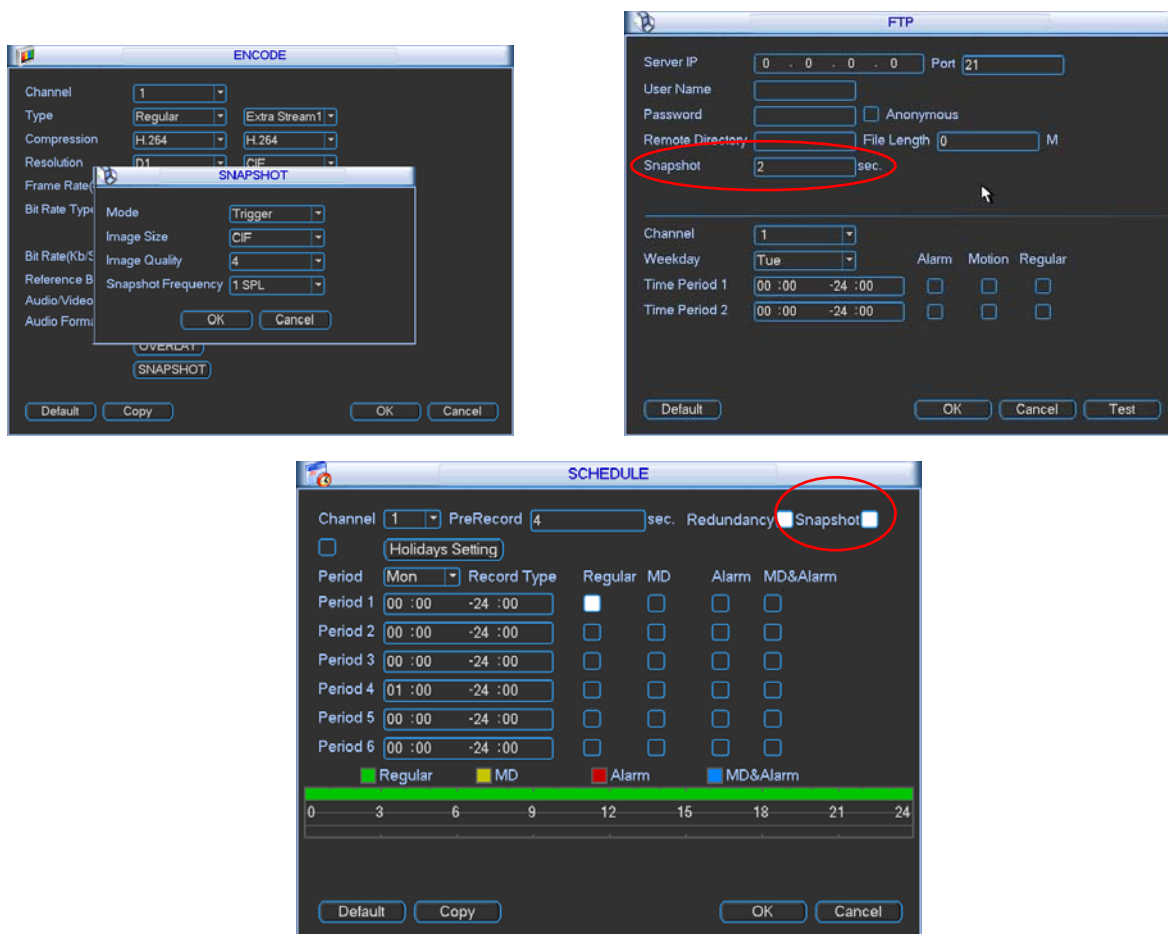 ENCODE
Channel 1
Type Regular Extra Stream1
Compression H.264 H.264
Resolution D1 CIF
Frame Rate(
Bit Rate Type
Bit Rate(Kb/S
Reference B
Audio/Video
Audio Forma
SNAPSHOT
Mode Trigger
Image Size CIF
Image Quality 4
Snapshot Frequency 1 SPL
OK Cancel
OVERLAY
SNAPSHOT
Default Copy OK Cancel
FTP
Server IP 0 . 0 . 0 . 0 Port 21
User Name
Password Anonymous
Remote Directory File Length 0 M
Snapshot 2 sec.
Channel 1
Weekday Tue Alarm Motion Regular
Time Period 1 00 :00 -24 :00
Time Period 2 00 :00 -24 :00
Default OK Cancel Test
SCHEDULE
Channel 1 PreRecord 4 sec. Redundancy Snapshot
Holidays Setting
Period Mon Record Type Regular MD Alarm MD&Alarm
Period 1 00 :00 -24 :00
Period 2 00 :00 -24 :00
Period 3 00 :00 -24 :00
Period 4 01 :00 -24 :00
Period 5 00 :00 -24 :00
Period 6 00 :00 -24 :00
Regular MD Alarm MD&Alarm
0 3 6 9 12 15 18 21 24
Default Copy OK Cancel